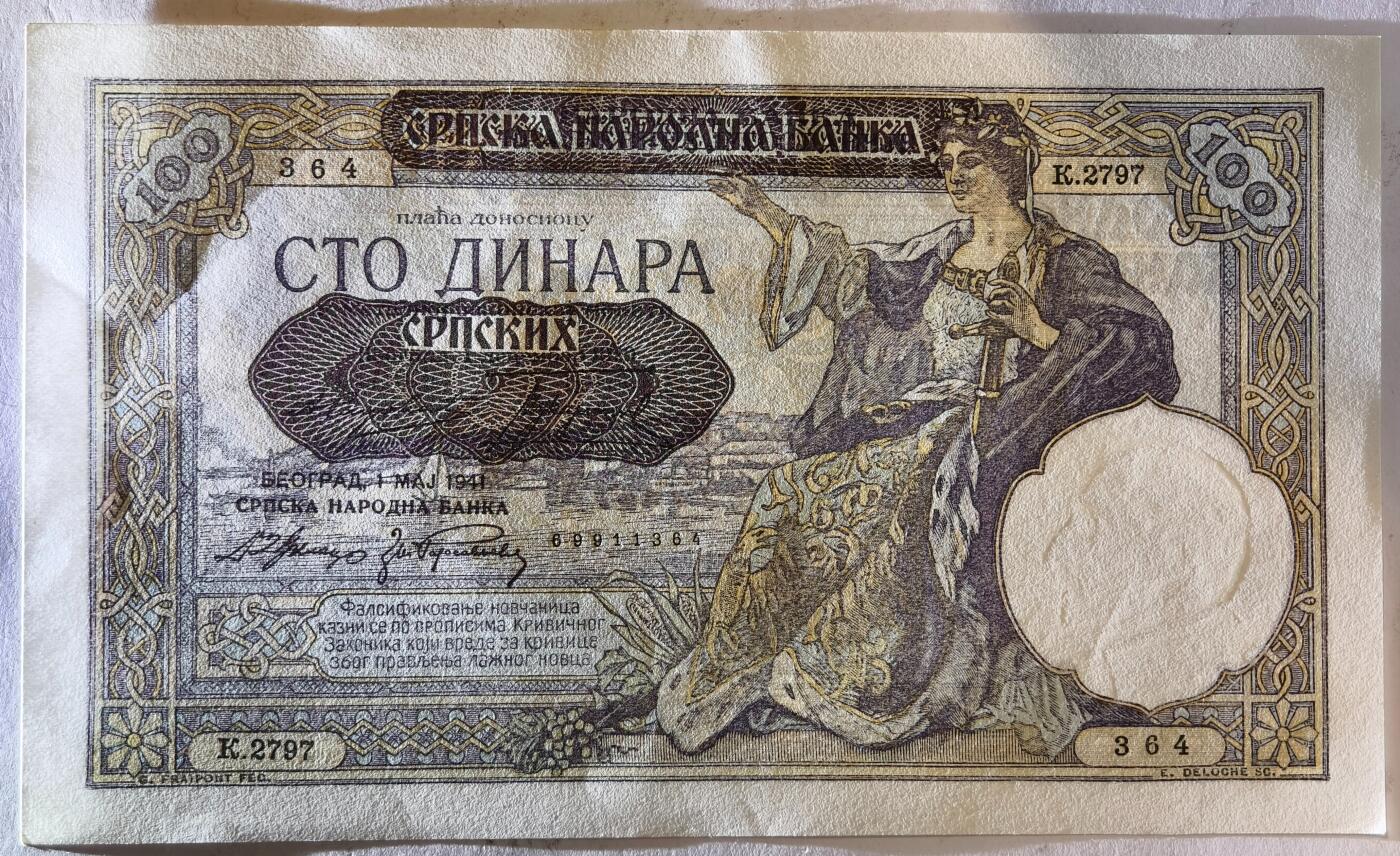 СРПСКА НАРОДНА БАНКА
100
100
364
К.2797
плаћа доносиоцу
СТО ДИНАРА
СРПСКИХ
БЕОГРАД, 1 МАЈ 1941
СРПСКА НАРОДНА БАНКА
69911364
Фалсификовање новчаница
казни се по прописима Кривичног
Законика који вреде за кривице
због прављења лажног новца
К.2797
364
G. FRAIPONT FEC.
E. DELOCHE SC.